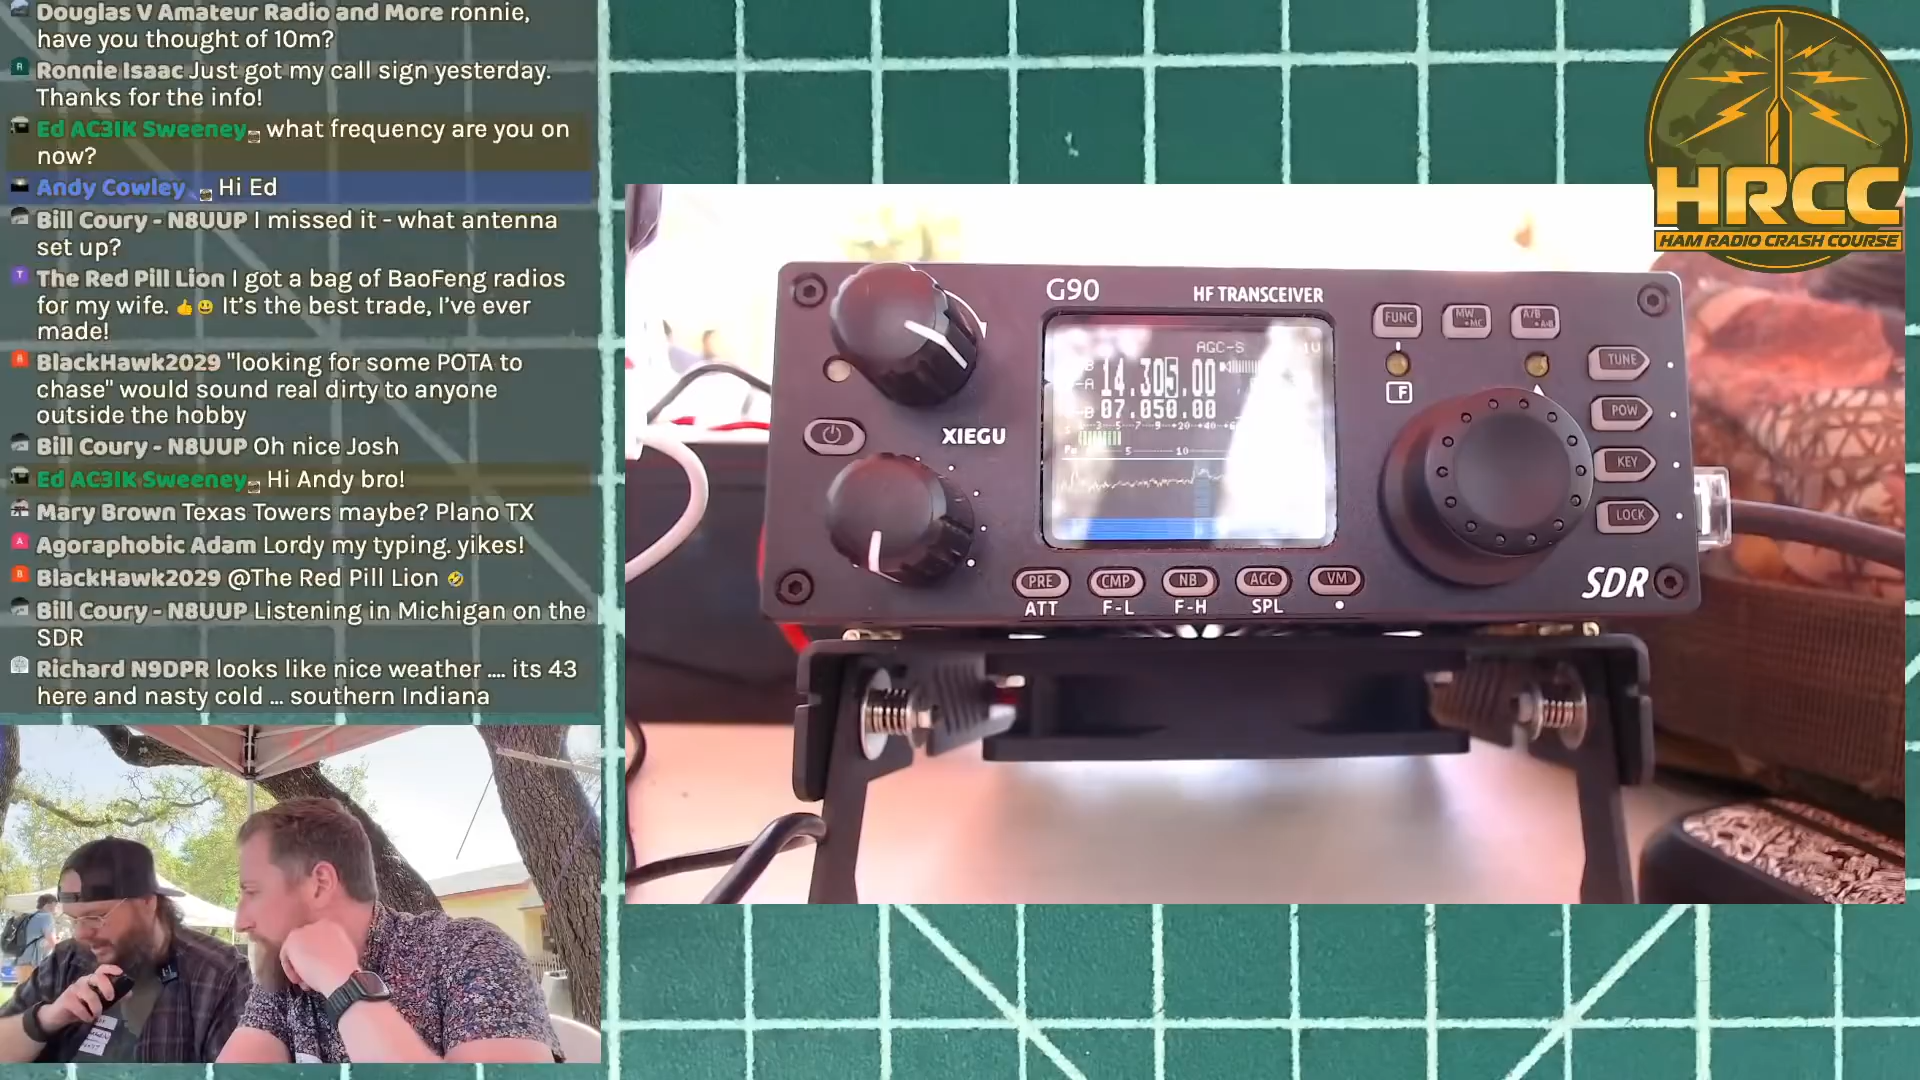 Douglas V Amateur Radio and More ronnie,
have you thought of 10m?
Ronnie Isaac Just got my call sign yesterday.
Thanks for the info!
Ed AC3IK Sweeney what frequency are you on
now?
Andy Cowley Hi Ed
Bill Coury - N8UUP I missed it - what antenna
set up?
The Red Pill Lion I got a bag of BaoFeng radios
for my wife. 👍😃 It's the best trade, I've ever
made!
BlackHawk2029 "looking for some POTA to
chase" would sound real dirty to anyone
outside the hobby
Bill Coury - N8UUP Oh nice Josh
Ed AC3IK Sweeney Hi Andy bro!
Mary Brown Texas Towers maybe? Plano TX
Agoraphobic Adam Lordy my typing. yikes!
BlackHawk2029 @The Red Pill Lion 🤣
Bill Coury - N8UUP Listening in Michigan on the
SDR
Richard N9DPR looks like nice weather .... its 43
here and nasty cold ... southern Indiana
HRCC
HAM RADIO CRASH COURSE
G90
HF TRANSCEIVER
FUNC
MW
MC
A/B
A=B
F
TUNE
POW
KEY
LOCK
XIEGU
AGC-S
14.305.00
07.050.00
PRE
CMP
NB
AGC
VM
ATT
F-L
F-H
SPL
SDR